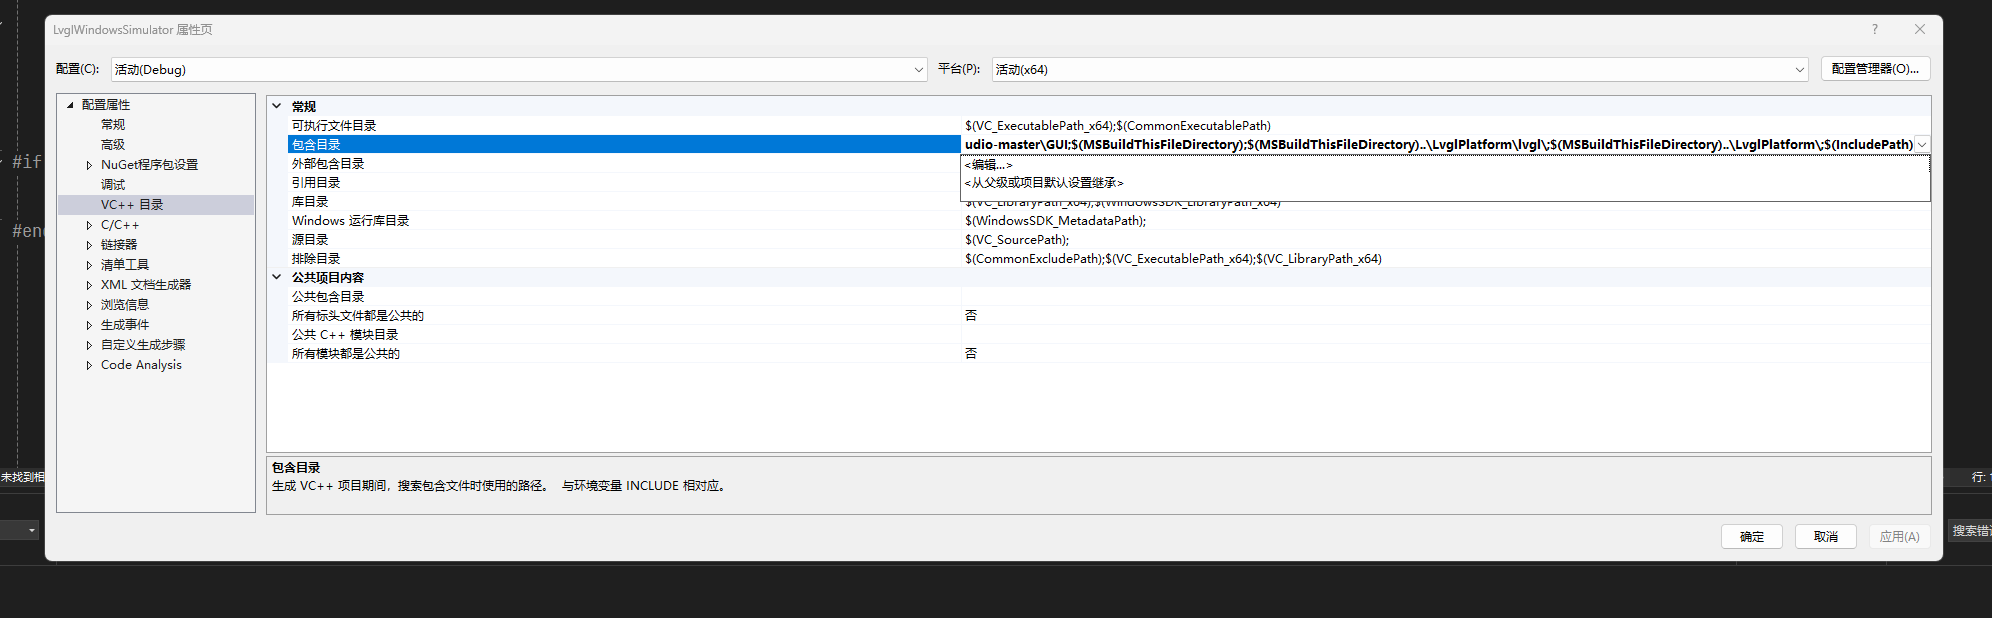 LvglWindowsSimulator 属性页
?
配置(C): 活动(Debug) 平台(P): 活动(x64) 配置管理器(O)...
配置属性
常规
高级
NuGet程序包设置
调试
VC++ 目录
C/C++
链接器
清单工具
XML 文档生成器
浏览信息
生成事件
自定义生成步骤
Code Analysis
常规
可执行文件目录 $(VC_ExecutablePath_x64);$(CommonExecutablePath)
包含目录 udio-master\GUI;$(MSBuildThisFileDirectory);$(MSBuildThisFileDirectory)..\LvglPlatform\lvgl\;$(MSBuildThisFileDirectory)..\LvglPlatform\;$(IncludePath)
外部包含目录 <编辑...>
引用目录 <从父级或项目默认设置继承>
库目录 $(VC_LibraryPath_x64);$(WindowsSDK_LibraryPath_x64)
Windows 运行库目录 $(WindowsSDK_MetadataPath);
源目录 $(VC_SourcePath);
排除目录 $(CommonExcludePath);$(VC_ExecutablePath_x64);$(VC_LibraryPath_x64)
公共项目内容
公共包含目录
所有标头文件都是公共的 否
公共 C++ 模块目录
所有模块都是公共的 否
包含目录
生成 VC++ 项目期间，搜索包含文件时使用的路径。 与环境变量 INCLUDE 相对应。
确定 取消 应用(A)
#if
#end
未找到相
行:
搜索错